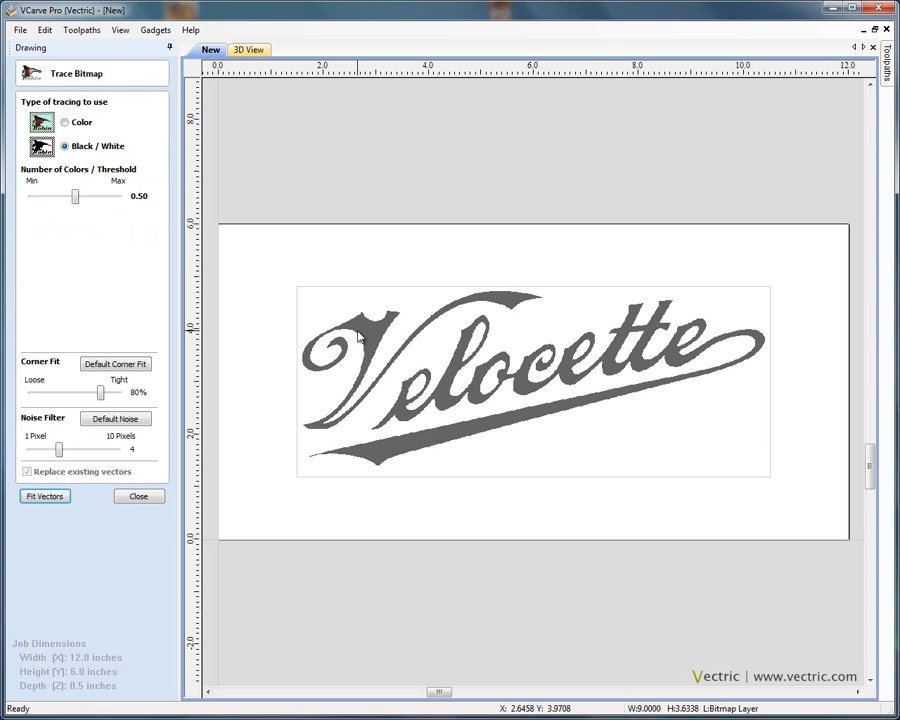 VCarve Pro {Vectric} - [New]
File Edit Toolpaths View Gadgets Help
Drawing
New 3D View
Trace Bitmap
Type of tracing to use
Color
Black / White
Number of Colors / Threshold
Min Max
0.50
Corner Fit Default Corner Fit
Loose Tight
80%
Noise Filter Default Noise
1 Pixel 10 Pixels
4
Replace existing vectors
Fit Vectors Close
Job Dimensions
Width [X]: 12.0 inches
Height [Y]: 6.0 inches
Depth [Z]: 0.5 inches
0.0 2.0 4.0 6.0 8.0 10.0 12.0
8.0
6.0
4.0
2.0
0.0
-2.0
Velocette
Toolpaths
Vectric | www.vectric.com
Ready X: 2.6458 Y: 3.9708 W:9.0000 H:3.6338 L:Bitmap Layer